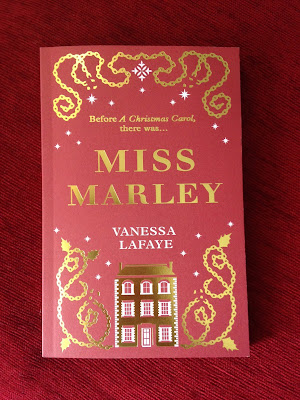 Before A Christmas Carol,
there was...
MISS
MARLEY
VANESSA
LAFAYE